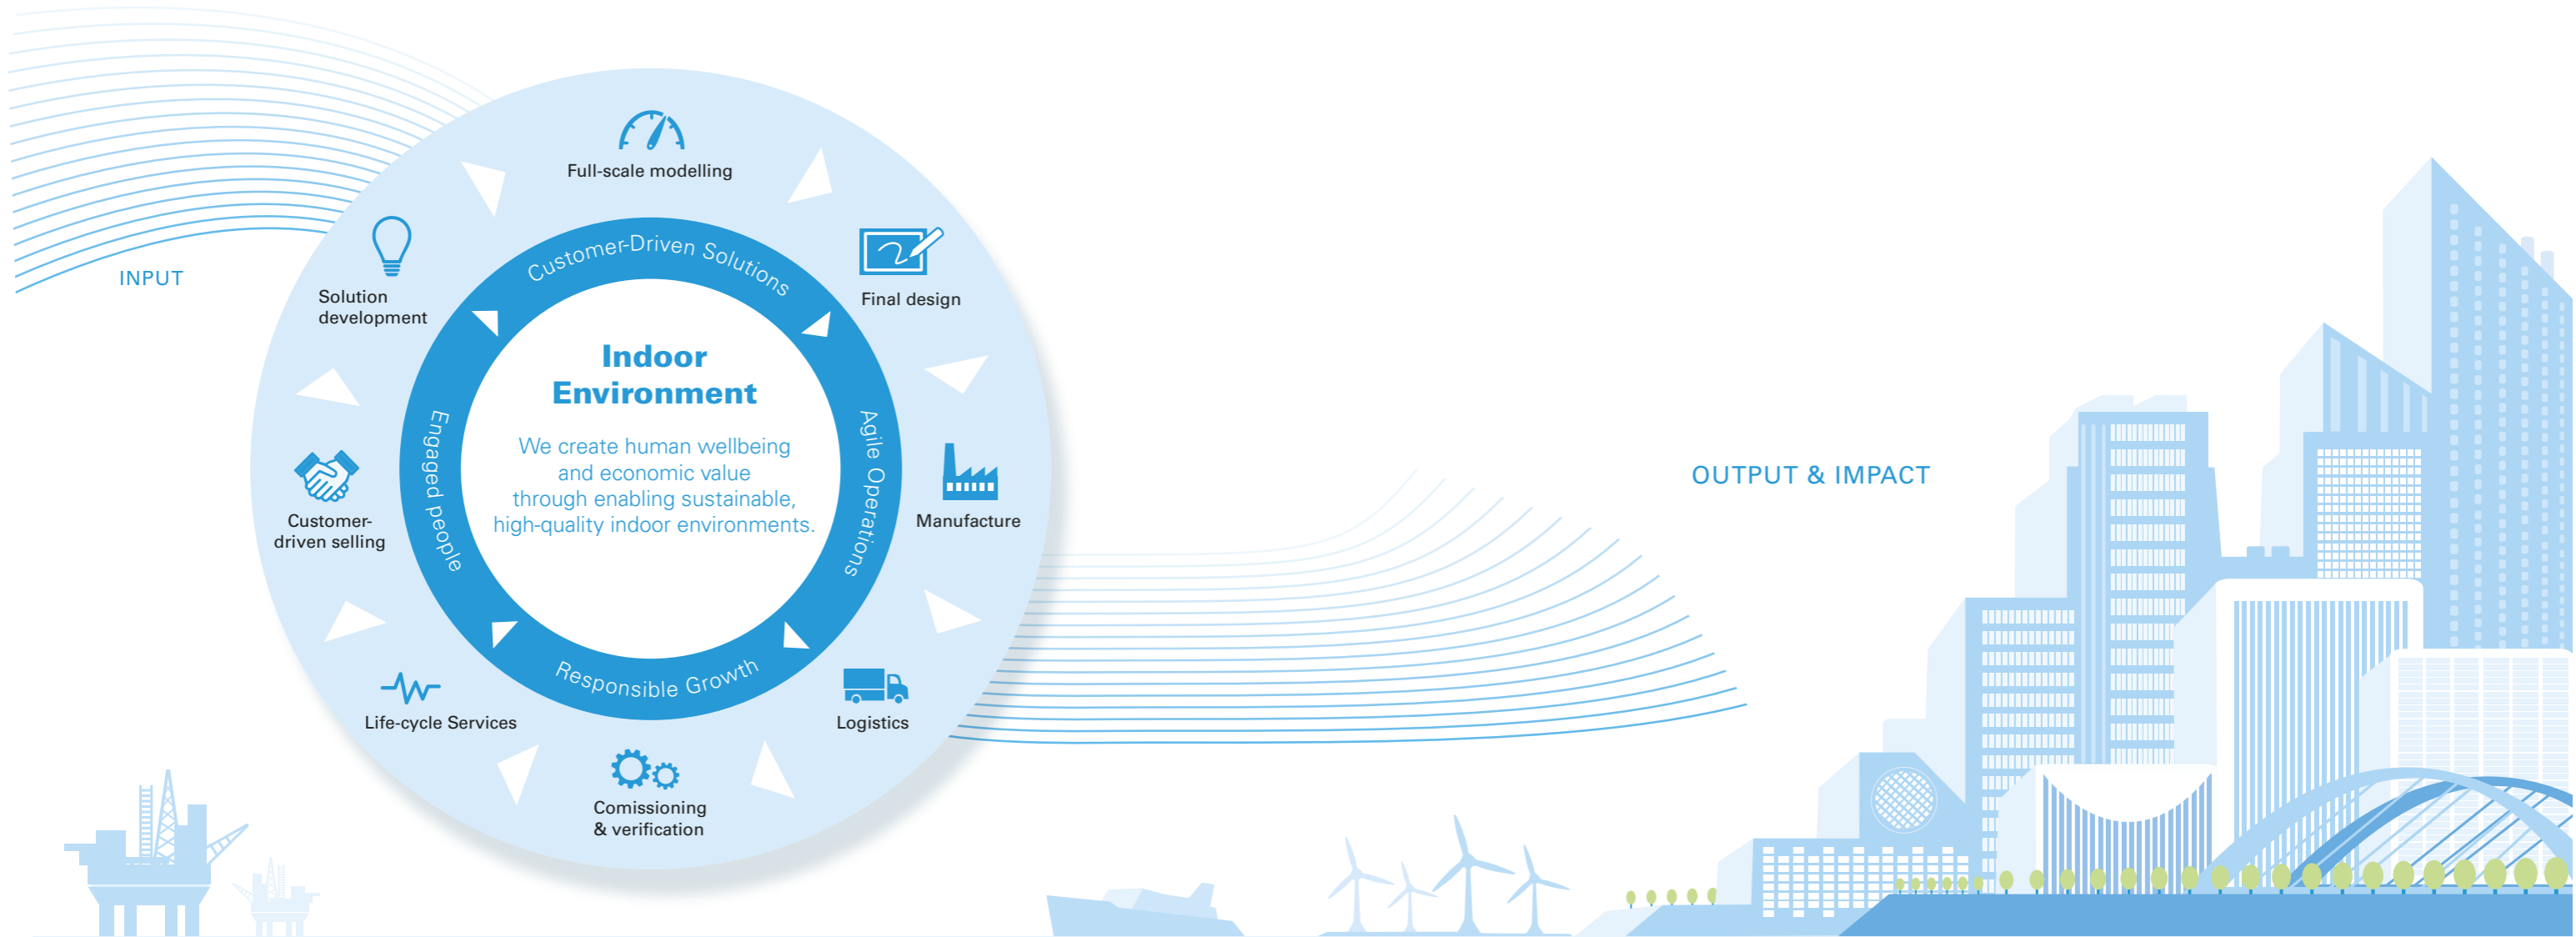 INPUT
Full-scale modelling
Final design
Manufacture
Logistics
Comissioning
& verification
Life-cycle Services
Customer-
driven selling
Solution
development
Customer-Driven Solutions
Agile Operations
Responsible Growth
Engaged people
Indoor
Environment
We create human wellbeing
and economic value
through enabling sustainable,
high-quality indoor environments.
OUTPUT & IMPACT